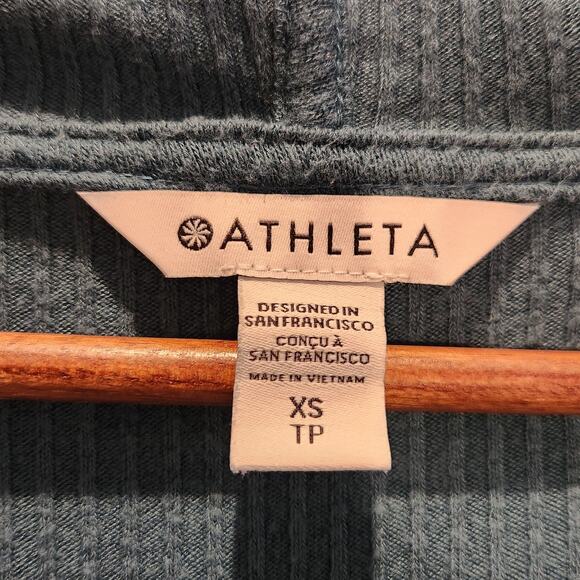 ATHLETA
DESIGNED IN
SAN FRANCISCO
CONÇU À
SAN FRANCISCO
MADE IN VIETNAM
XS
TP